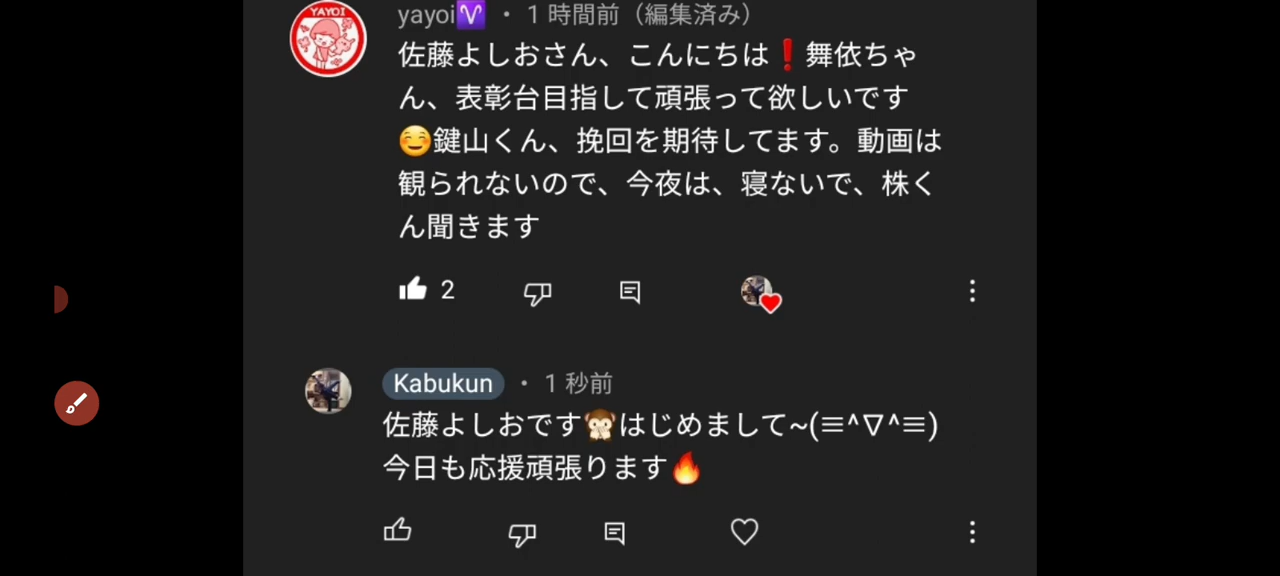 YAYOI
yayoi♈ ・ 1 時間前（編集済み）
佐藤よしおさん、こんにちは❗舞依ちゃ
ん、表彰台目指して頑張って欲しいです
😊鍵山くん、挽回を期待してます。動画は
観られないので、今夜は、寝ないで、株く
ん聞きます
2
Kabukun ・ 1 秒前
佐藤よしおです🙊はじめまして~(≡^∇^≡)
今日も応援頑張ります🔥